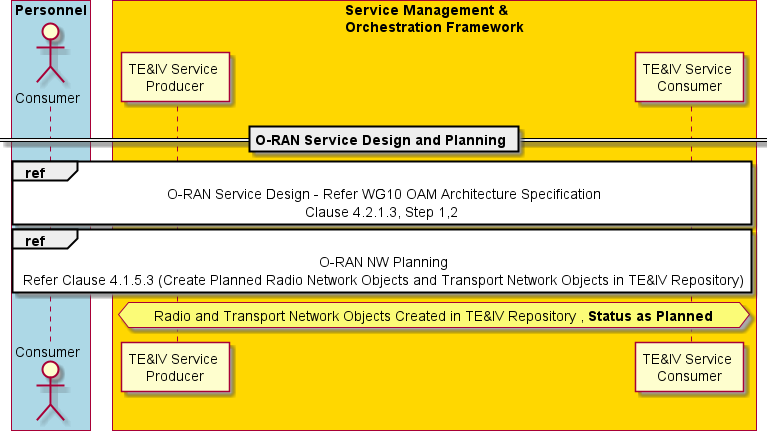 Personnel
Service Management &
Orchestration Framework
Consumer
TE&IV Service
Producer
TE&IV Service
Consumer
O-RAN Service Design and Planning
ref
O-RAN Service Design - Refer WG10 OAM Architecture Specification
Clause 4.2.1.3, Step 1,2
ref
O-RAN NW Planning
Refer Clause 4.1.5.3 (Create Planned Radio Network Objects and Transport Network Objects in TE&IV Repository)
Radio and Transport Network Objects Created in TE&IV Repository , Status as Planned
Consumer
TE&IV Service
Producer
TE&IV Service
Consumer